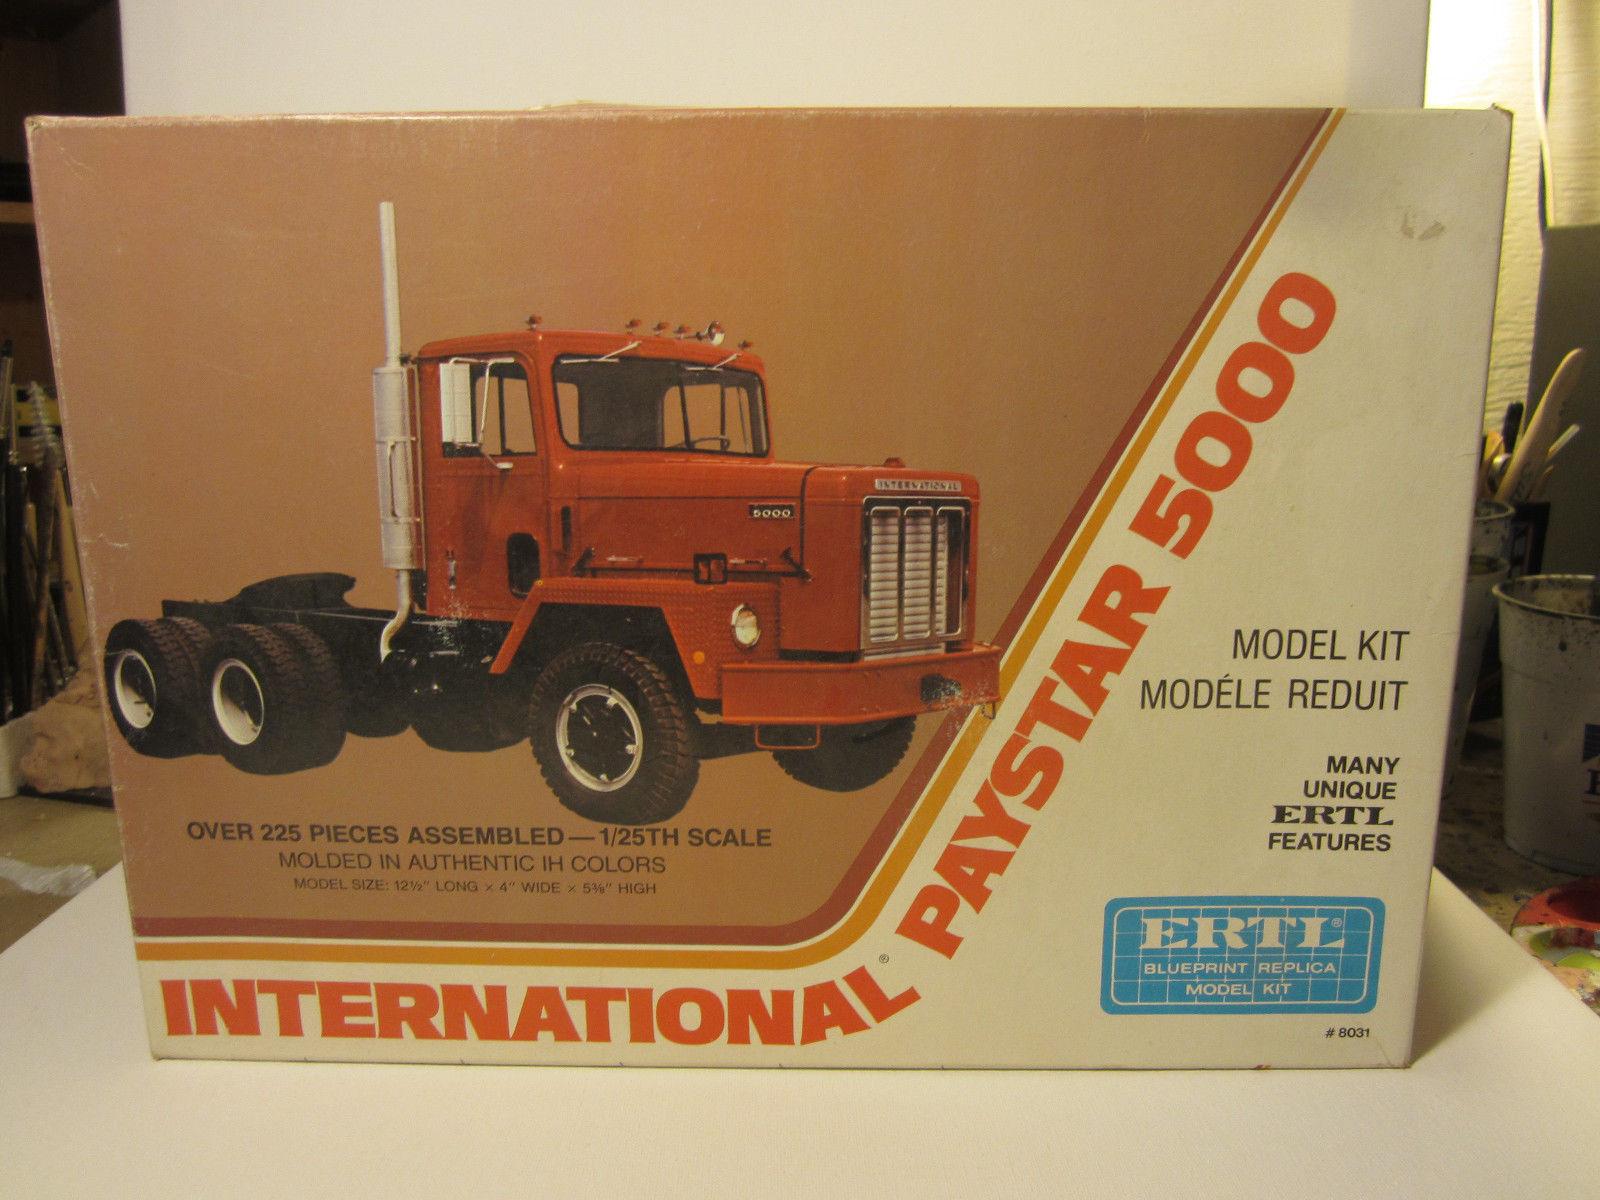 INTERNATIONAL
5000
OVER 225 PIECES ASSEMBLED—1/25TH SCALE
MOLDED IN AUTHENTIC IH COLORS
MODEL SIZE: 12½" LONG × 4" WIDE × 5⅜" HIGH
INTERNATIONAL® PAYSTAR 5000
MODEL KIT
MODÉLE REDUIT
MANY
UNIQUE
ERTL
FEATURES
ERTL®
BLUEPRINT REPLICA
MODEL KIT
# 8031